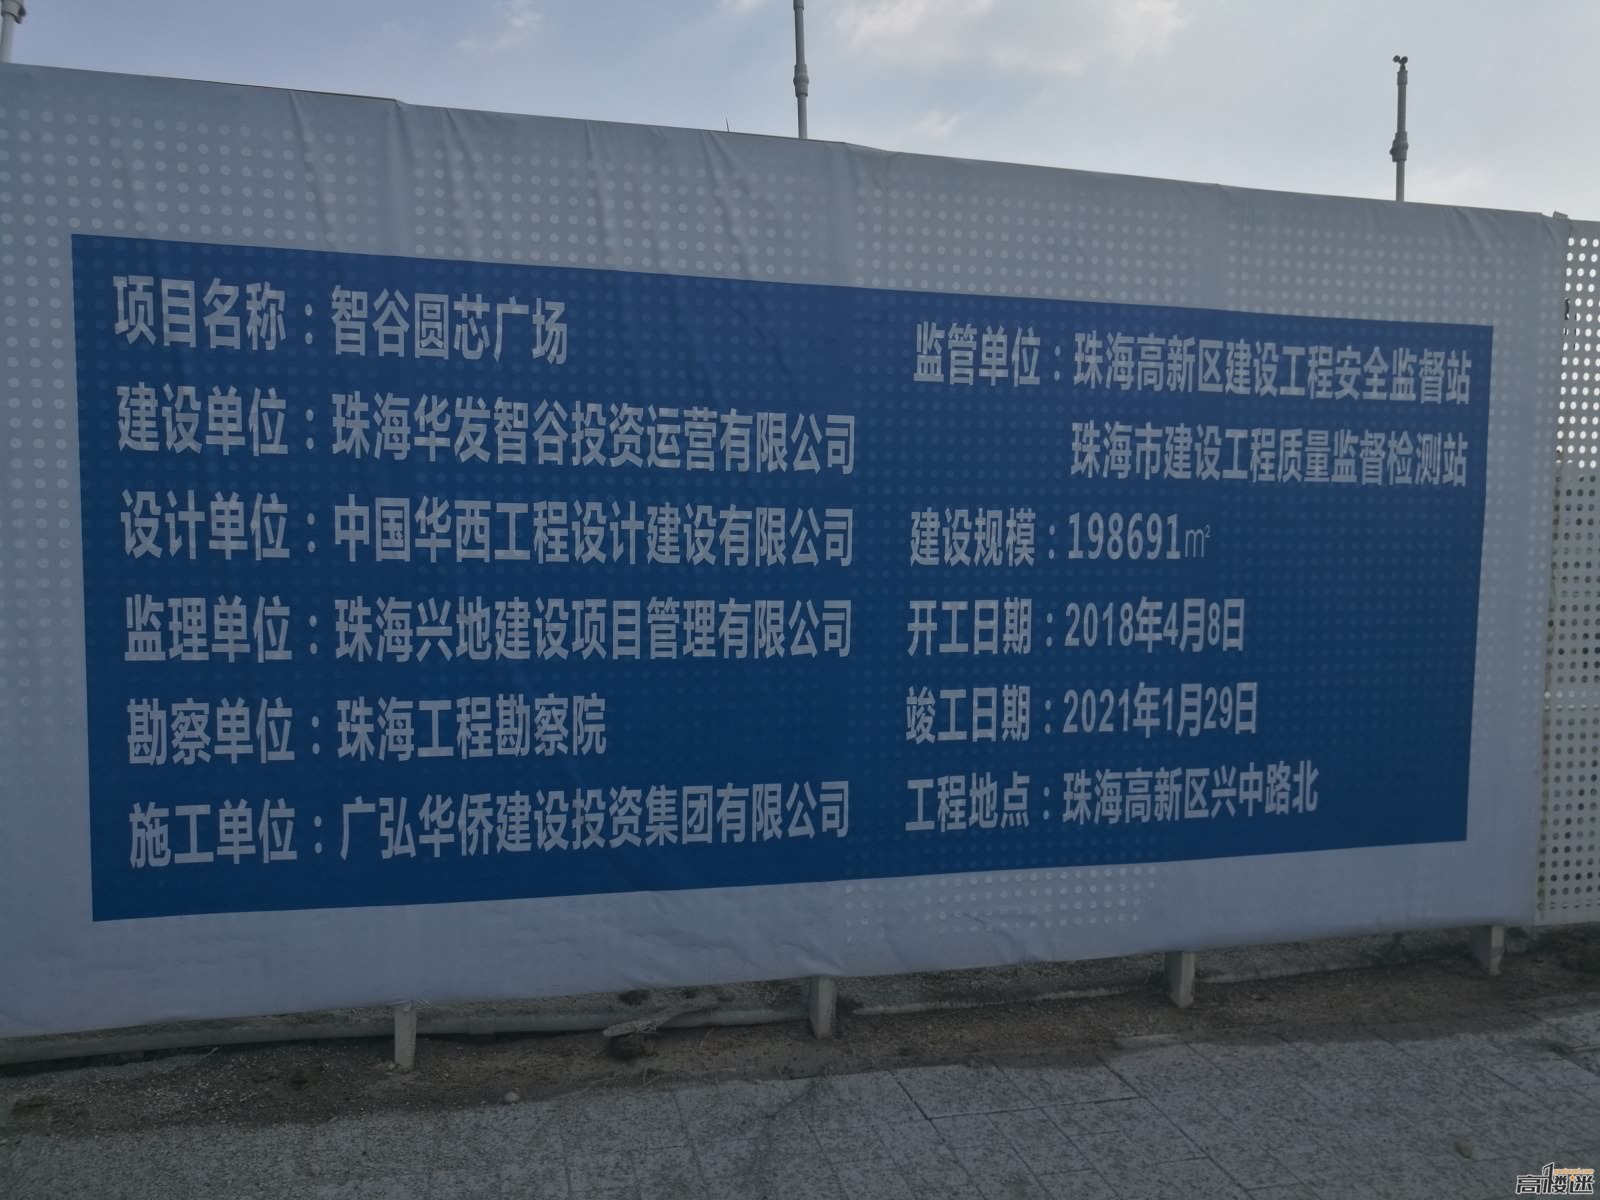 项目名称：智谷圆芯广场
建设单位：珠海华发智谷投资运营有限公司
设计单位：中国华西工程设计建设有限公司
监理单位：珠海兴地建设项目管理有限公司
勘察单位：珠海工程勘察院
施工单位：广弘华侨建设投资集团有限公司
监管单位：珠海高新区建设工程安全监督站
珠海市建设工程质量监督检测站
建设规模：198691㎡
开工日期：2018年4月8日
竣工日期：2021年1月29日
工程地点：珠海高新区兴中路北
高楼迷